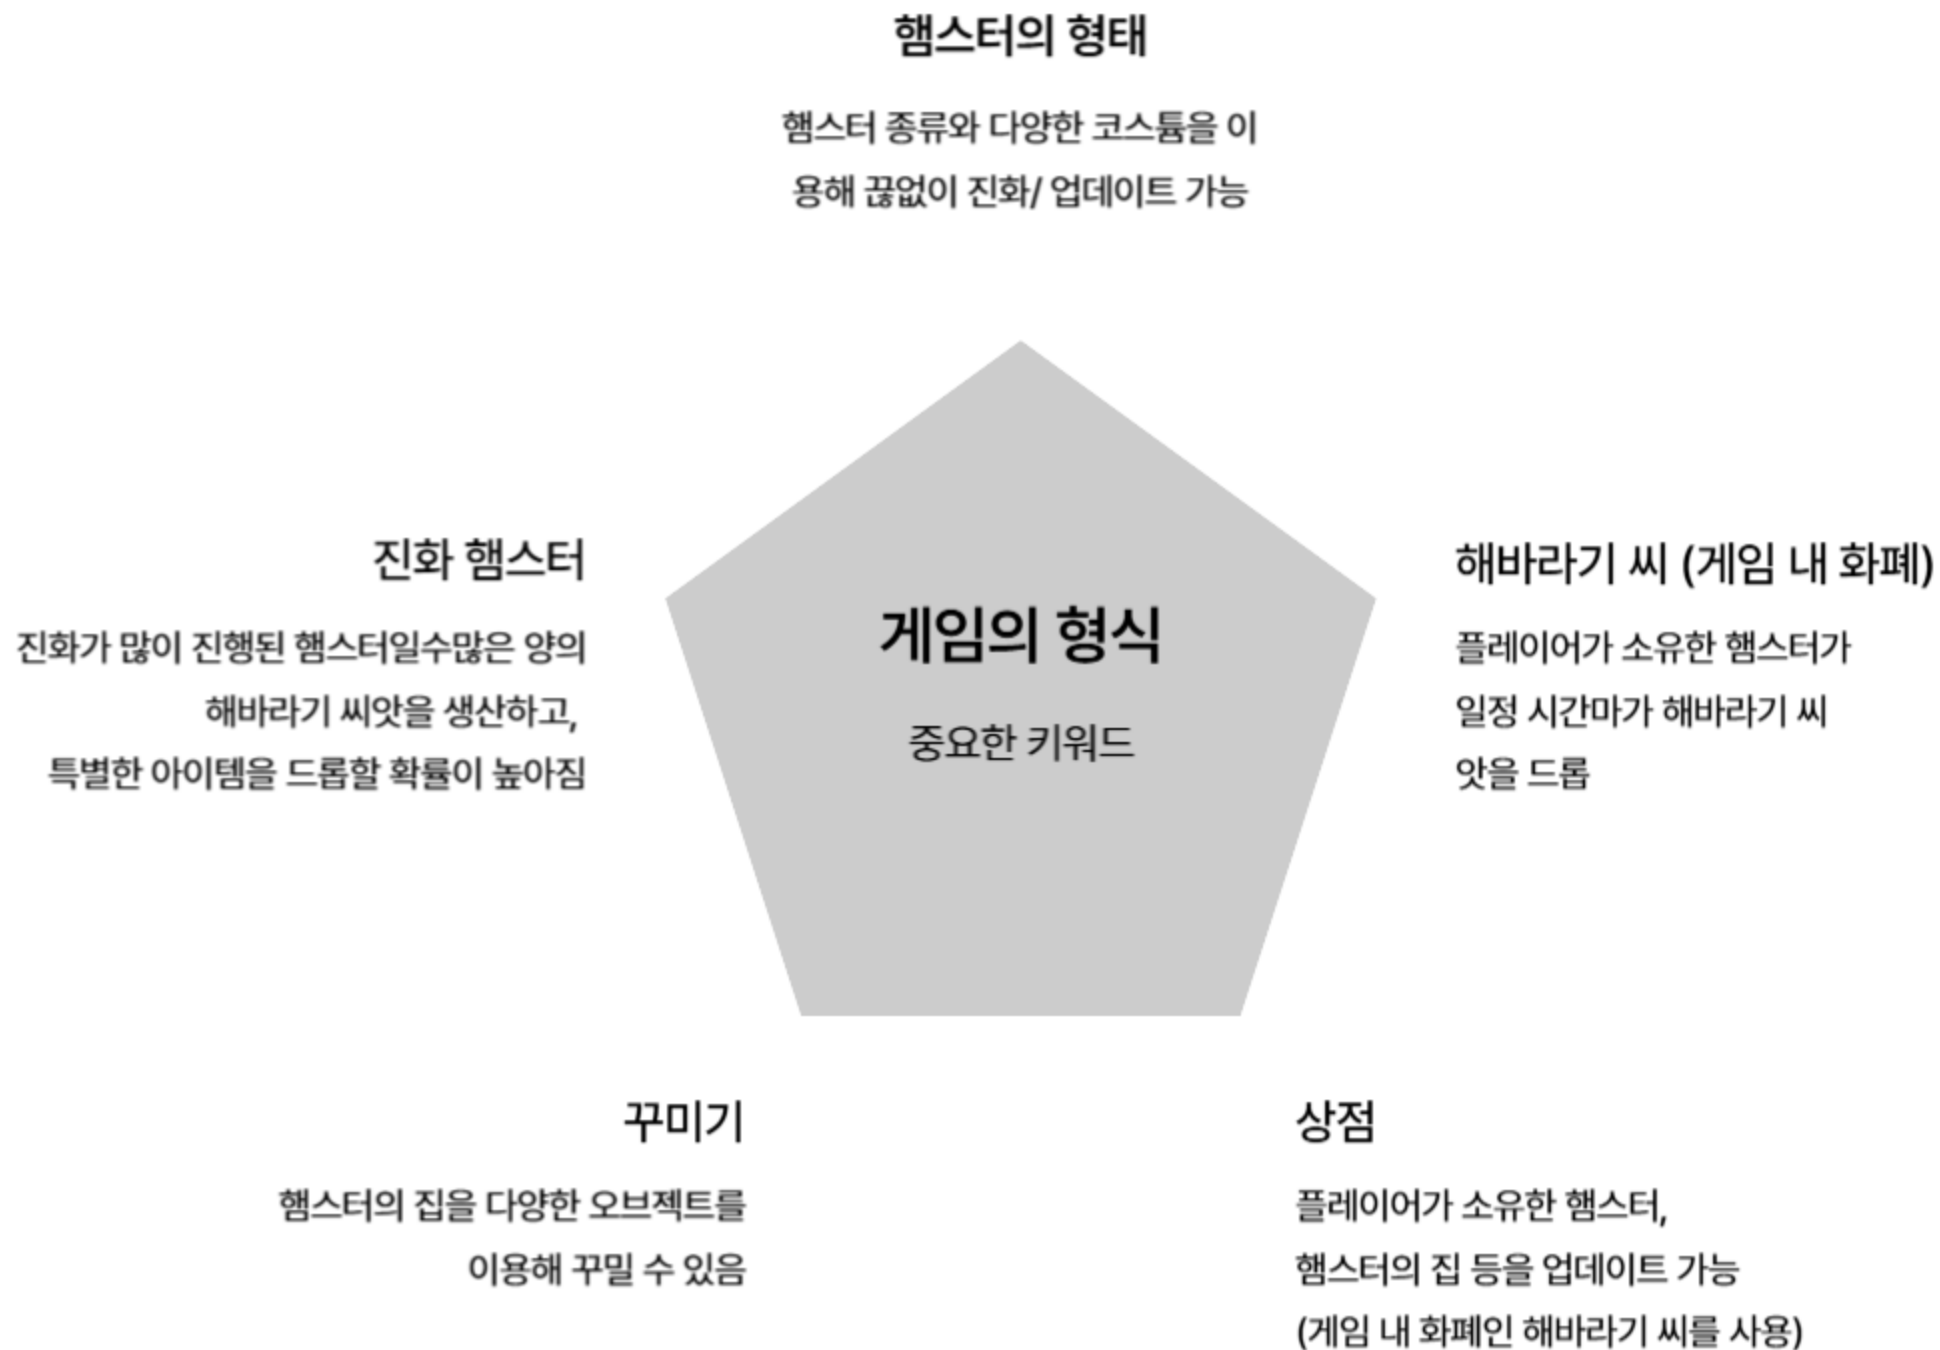 햄스터의 형태
햄스터 종류와 다양한 코스튬을 이
용해 끊없이 진화/ 업데이트 가능
진화 햄스터
진화가 많이 진행된 햄스터일수많은 양의
해바라기 씨앗을 생산하고,
특별한 아이템을 드롭할 확률이 높아짐
게임의 형식
중요한 키워드
해바라기 씨 (게임 내 화폐)
플레이어가 소유한 햄스터가
일정 시간마가 해바라기 씨
앗을 드롭
꾸미기
햄스터의 집을 다양한 오브젝트를
이용해 꾸밀 수 있음
상점
플레이어가 소유한 햄스터,
햄스터의 집 등을 업데이트 가능
(게임 내 화폐인 해바라기 씨를 사용)